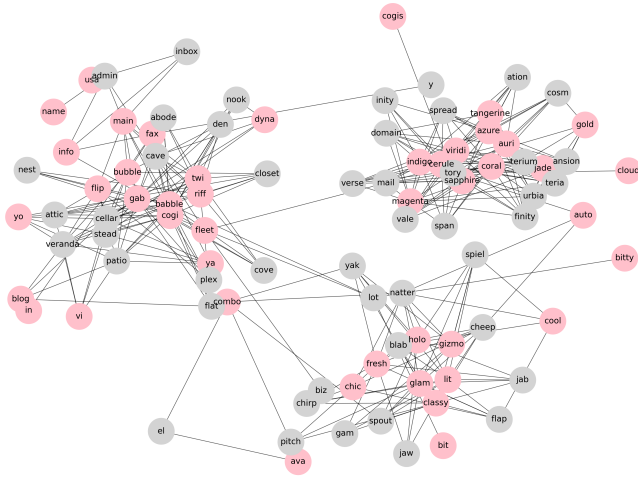 cogis
inbox
usa
admin
y
ation
cosm
name
nook
inity
spread
tangerine
main
abode
dyna
den
gold
azure
domain
fax
info
cave
auri
viridi
indigo
cerule
terium
ansion
nest
bubble
closet
twi
coral
jade
cloud
tory
flip
verse
mail
sapphire
teria
riff
gab
urbia
magenta
babble
yo
attic
cellar
cogi
vale
finity
auto
span
stead
fleet
veranda
patio
ya
cove
spiel
bitty
yak
plex
blog
in
flat
combo
lot
natter
vi
cool
cheep
holo
blab
gizmo
fresh
biz
chic
glam
lit
jab
chirp
classy
spout
flap
el
gam
pitch
bit
jaw
ava